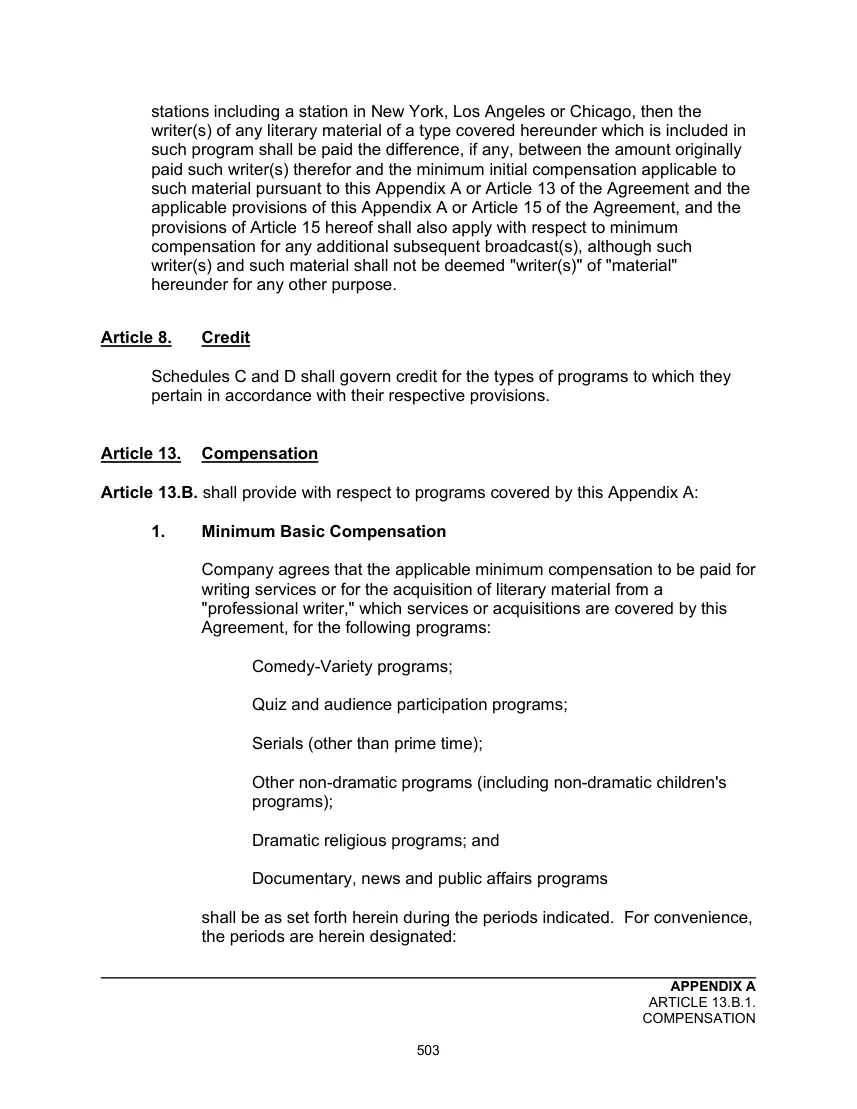 stations including a station in New York, Los Angeles or Chicago, then the
writer(s) of any literary material of a type covered hereunder which is included in
such program shall be paid the difference, if any, between the amount originally
paid such writer(s) therefor and the minimum initial compensation applicable to
such material pursuant to this Appendix A or Article 13 of the Agreement and the
applicable provisions of this Appendix A or Article 15 of the Agreement, and the
provisions of Article 15 hereof shall also apply with respect to minimum
compensation for any additional subsequent broadcast(s), although such
writer(s) and such material shall not be deemed "writer(s)" of "material"
hereunder for any other purpose.
Article 8. Credit
Schedules C and D shall govern credit for the types of programs to which they
pertain in accordance with their respective provisions.
Article 13. Compensation
Article 13.B. shall provide with respect to programs covered by this Appendix A:
1. Minimum Basic Compensation
Company agrees that the applicable minimum compensation to be paid for
writing services or for the acquisition of literary material from a
"professional writer," which services or acquisitions are covered by this
Agreement, for the following programs:
Comedy-Variety programs;
Quiz and audience participation programs;
Serials (other than prime time);
Other non-dramatic programs (including non-dramatic children's
programs);
Dramatic religious programs; and
Documentary, news and public affairs programs
shall be as set forth herein during the periods indicated. For convenience,
the periods are herein designated:
APPENDIX A
ARTICLE 13.B.1.
COMPENSATION
503